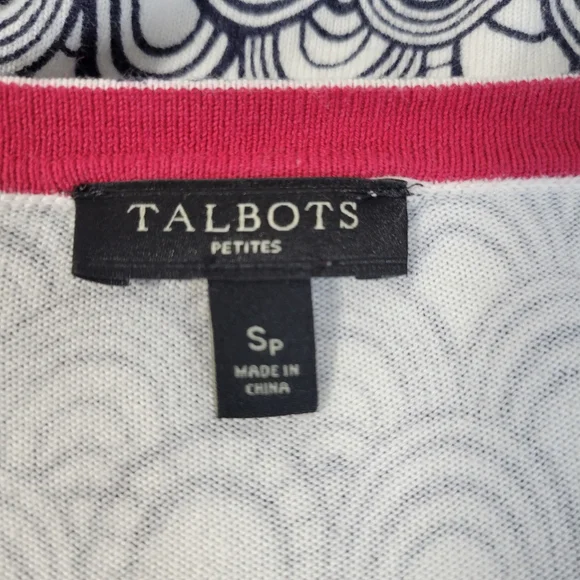 TALBOTS
PETITES
SP
MADE IN
CHINA